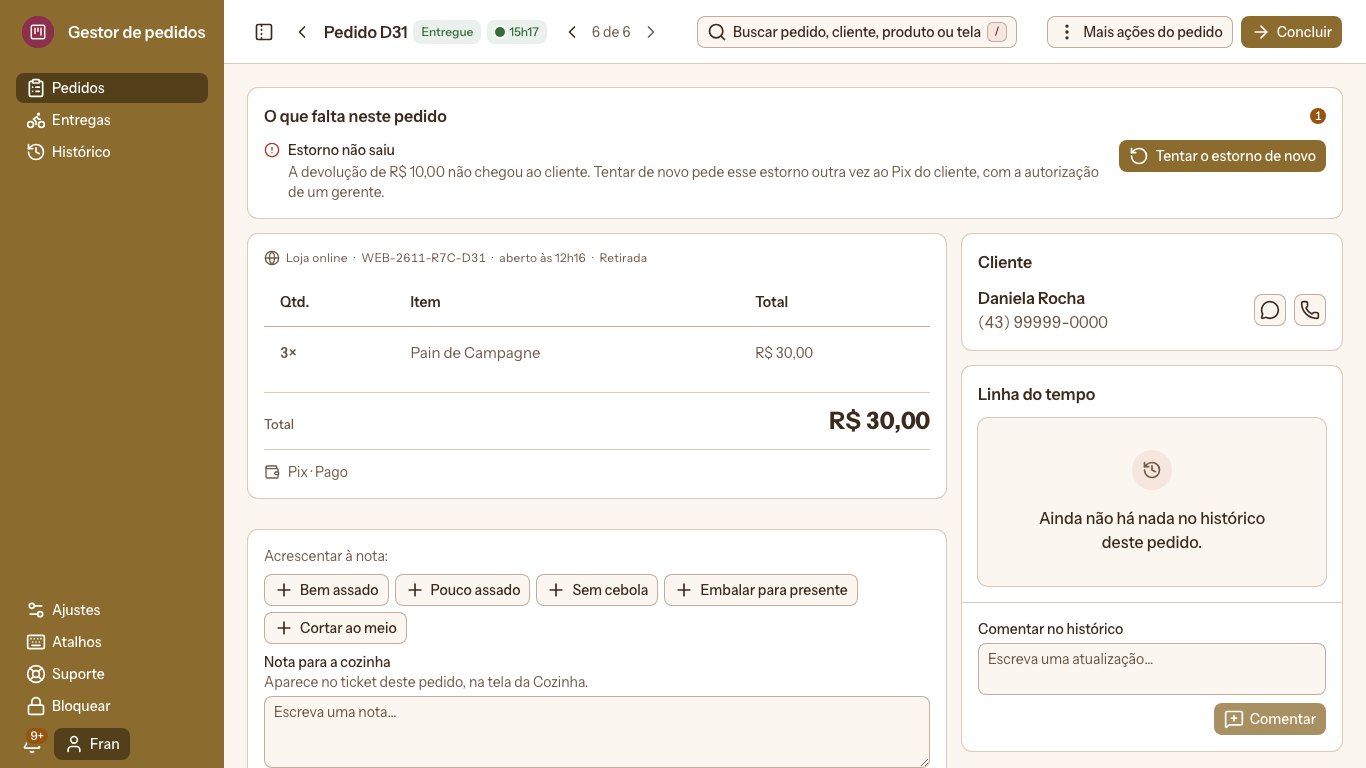 Gestor de pedidos
Pedidos
Entregas
Histórico
Ajustes
Atalhos
Suporte
Bloquear
9+
Fran
Pedido D31
Entregue
15h17
6 de 6
Buscar pedido, cliente, produto ou tela /
Mais ações do pedido
Concluir
O que falta neste pedido
1
Estorno não saiu
A devolução de R$ 10,00 não chegou ao cliente. Tentar de novo pede esse estorno outra vez ao Pix do cliente, com a autorização
de um gerente.
Tentar o estorno de novo
Loja online · WEB-2611-R7C-D31 · aberto às 12h16 · Retirada
Qtd. Item Total
3× Pain de Campagne R$ 30,00
Total R$ 30,00
Pix · Pago
Acrescentar à nota:
Bem assado
Pouco assado
Sem cebola
Embalar para presente
Cortar ao meio
Nota para a cozinha
Aparece no ticket deste pedido, na tela da Cozinha.
Escreva uma nota...
Cliente
Daniela Rocha
(43) 99999-0000
Linha do tempo
Ainda não há nada no histórico
deste pedido.
Comentar no histórico
Escreva uma atualização...
Comentar